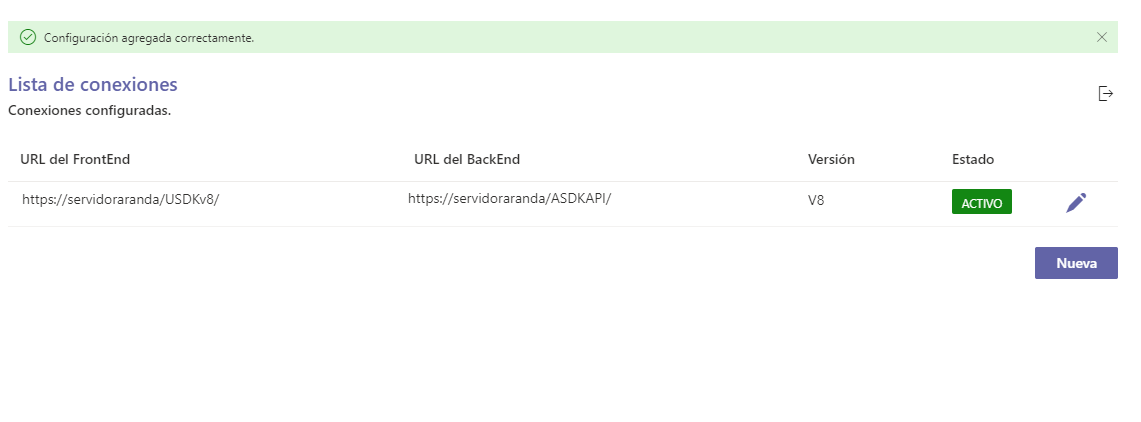 Configuración agregada correctamente.
Lista de conexiones
Conexiones configuradas.
URL del FrontEnd URL del BackEnd Versión Estado
https://servidoraranda/USDKv8/ https://servidoraranda/ASDKAPI/ V8 ACTIVO
Nueva